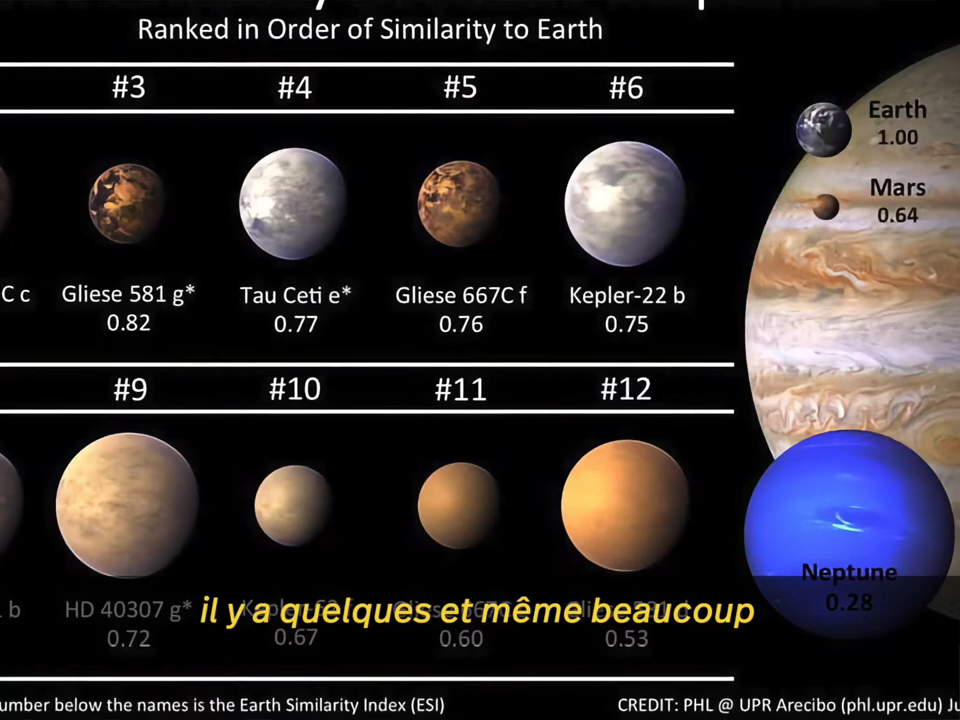 Ranked in Order of Similarity to Earth
#3 #4 #5 #6
Earth
1.00
Mars
0.64
C c Gliese 581 g* Tau Ceti e* Gliese 667C f Kepler-22 b
0.82 0.77 0.76 0.75
#9 #10 #11 #12
Neptune
0.28
b HD 40307 g*
il y a quelques et même beaucoup
0.72 0.67 0.60 0.53
umber below the names is the Earth Similarity Index (ESI)
CREDIT: PHL @ UPR Arecibo (phl.upr.edu) Ju